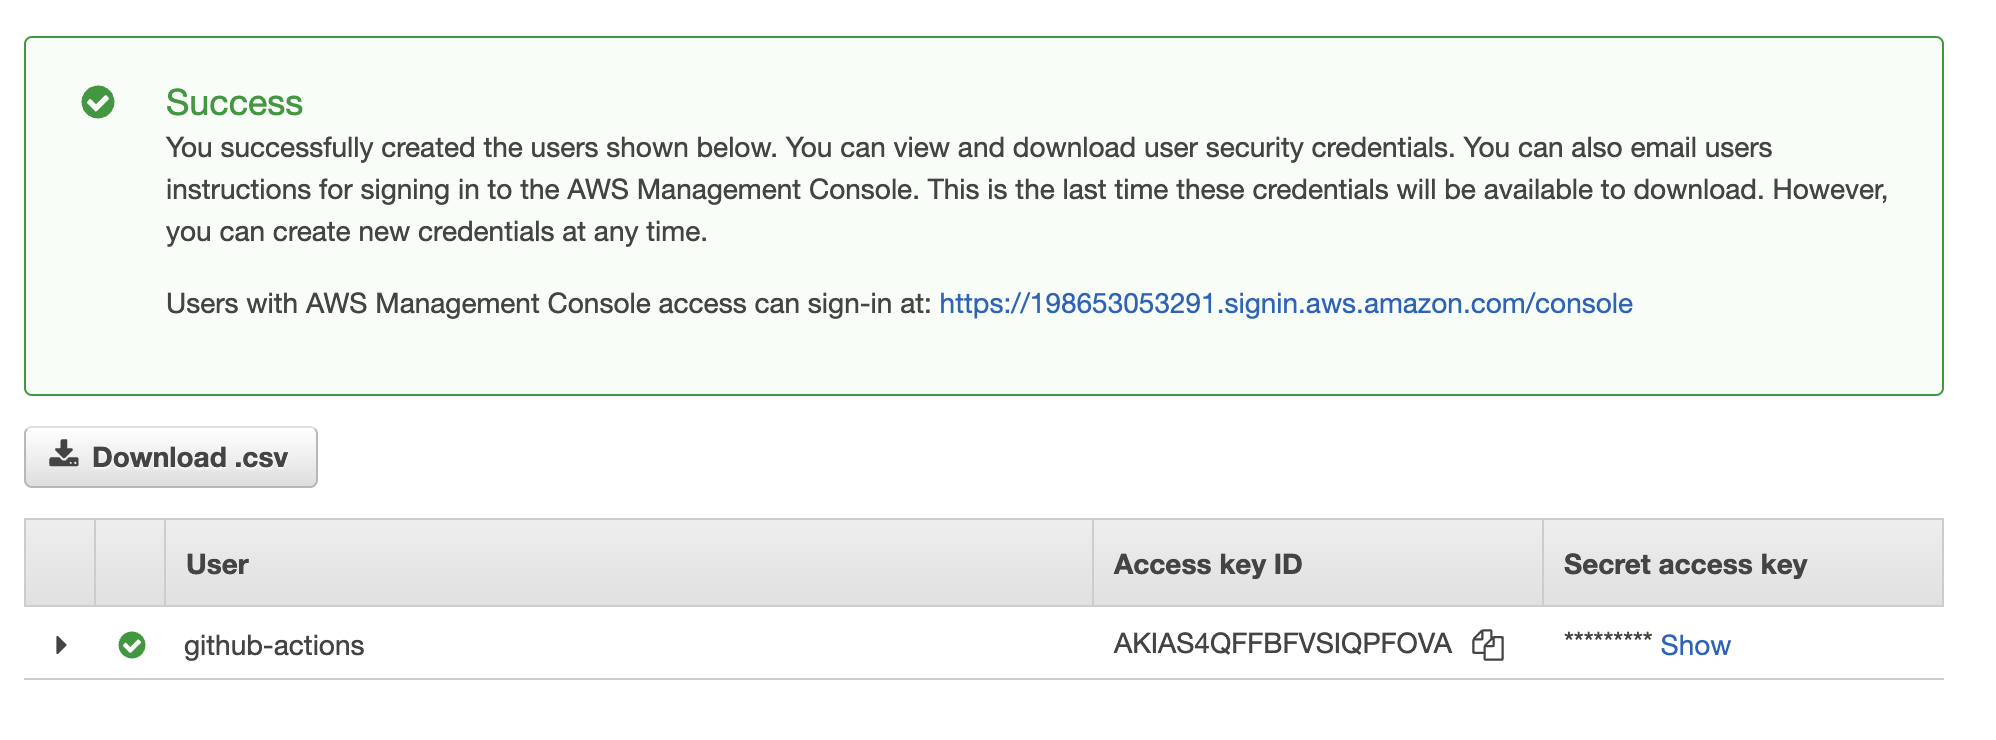 Success
You successfully created the users shown below. You can view and download user security credentials. You can also email users
instructions for signing in to the AWS Management Console. This is the last time these credentials will be available to download. However,
you can create new credentials at any time.
Users with AWS Management Console access can sign-in at: https://198653053291.signin.aws.amazon.com/console
Download .csv
User Access key ID Secret access key
github-actions AKIAS4QFFBFVSIQPFOVA ********* Show